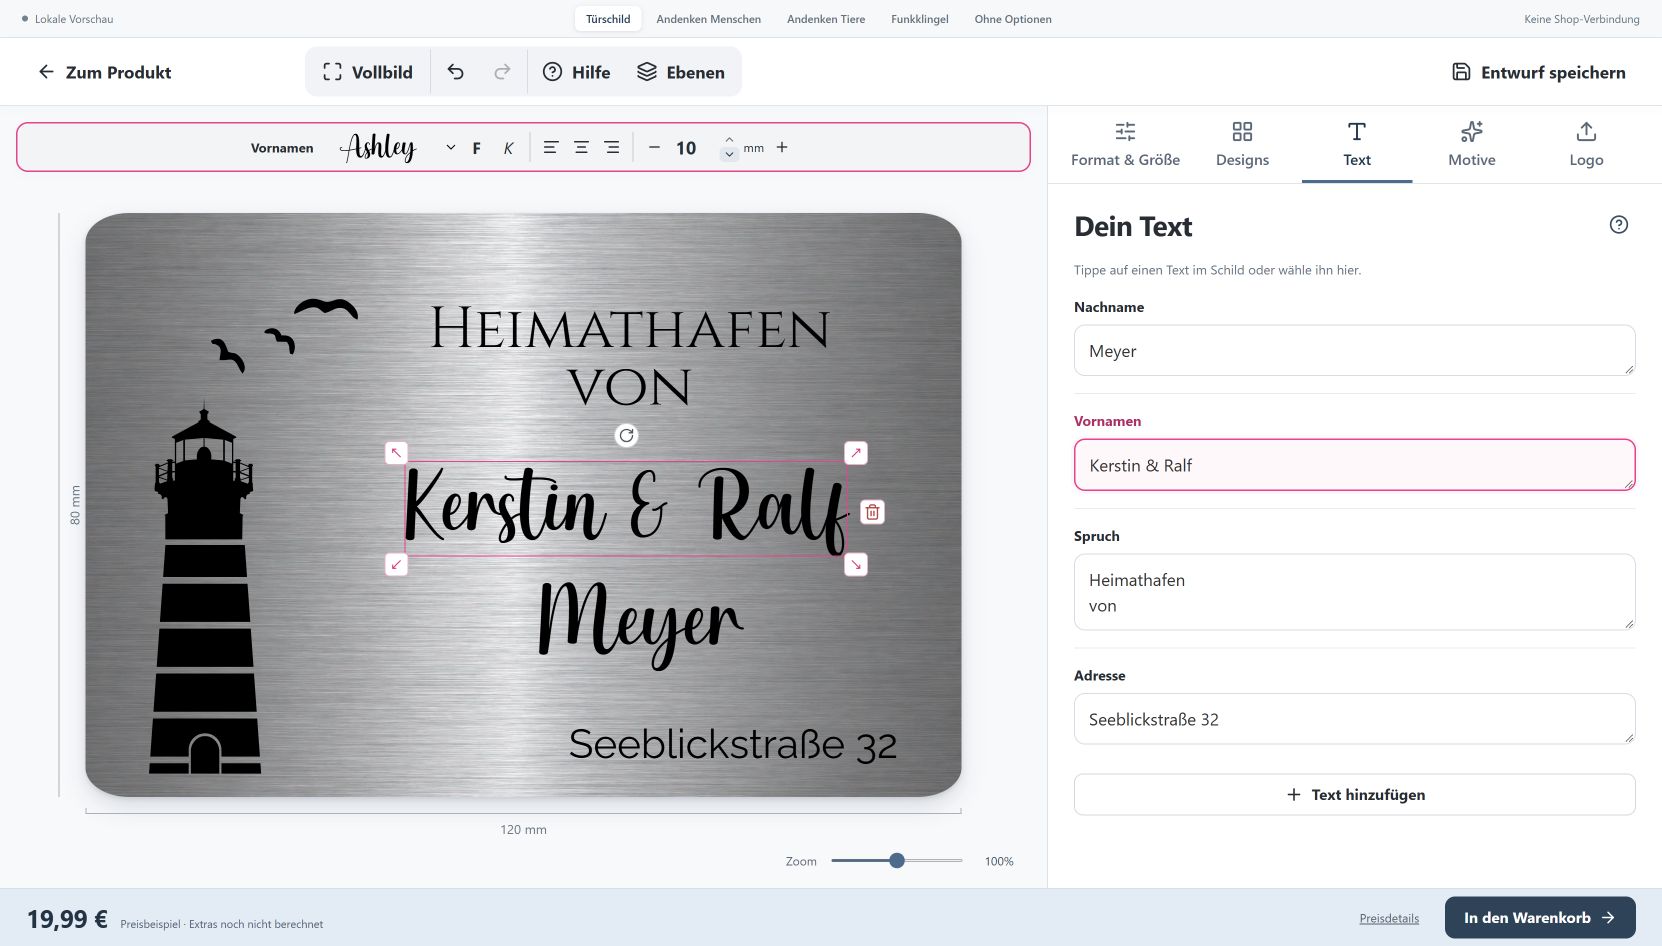 Lokale Vorschau
Türschild
Andenken Menschen
Andenken Tiere
Funkklingel
Ohne Optionen
Keine Shop-Verbindung
Zum Produkt
Vollbild
Hilfe
Ebenen
Entwurf speichern
Vornamen
Ashley
F
K
10
mm
Format & Größe
Designs
Text
Motive
Logo
Heimathafen
von
Kerstin & Ralf
Meyer
Seeblickstraße 32
80 mm
120 mm
Zoom
100%
Dein Text
Tippe auf einen Text im Schild oder wähle ihn hier.
Nachname
Meyer
Vornamen
Kerstin & Ralf
Spruch
Heimathafen
von
Adresse
Seeblickstraße 32
Text hinzufügen
19,99 €
Preisbeispiel · Extras noch nicht berechnet
Preisdetails
In den Warenkorb